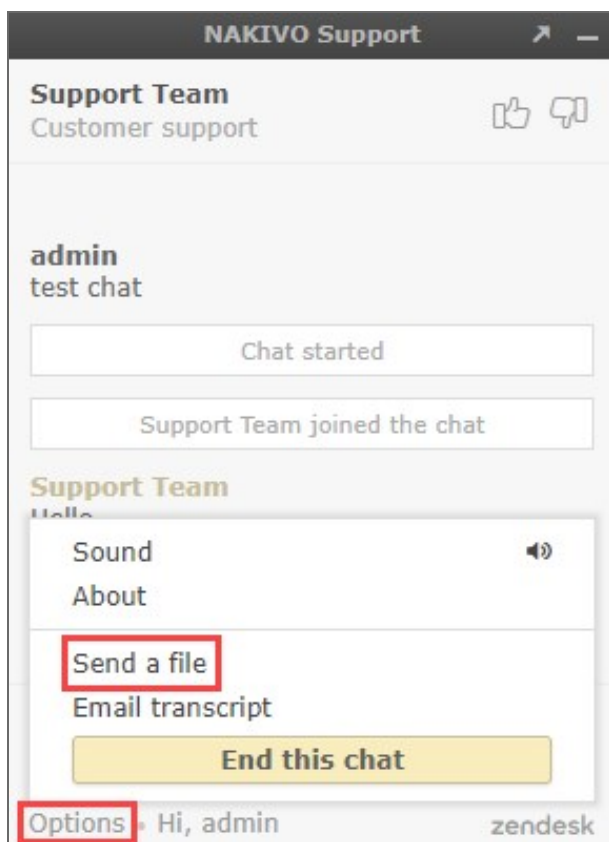 NAKIVO Support
Support Team
Customer support
admin
test chat
Chat started
Support Team joined the chat
Support Team
Hello
Sound
About
Send a file
Email transcript
End this chat
Options • Hi, admin
zendesk